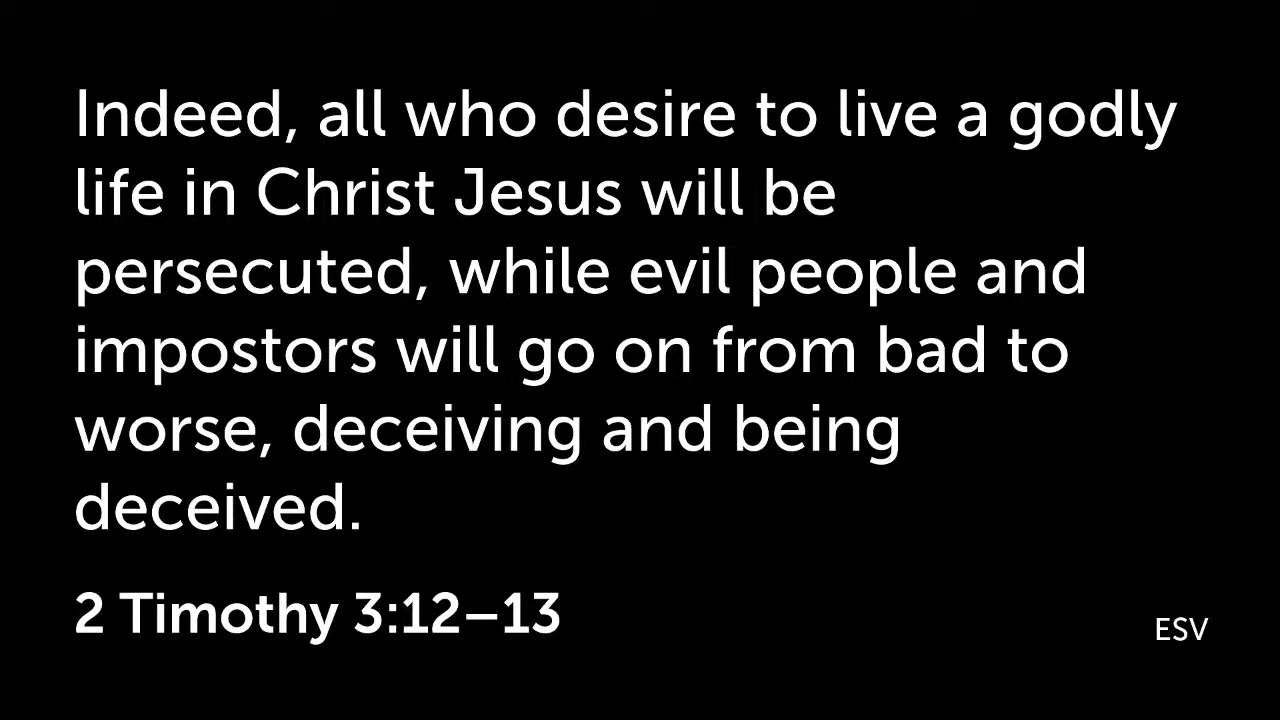 Indeed, all who desire to live a godly
life in Christ Jesus will be
persecuted, while evil people and
impostors will go on from bad to
worse, deceiving and being
deceived.
2 Timothy 3:12–13
ESV